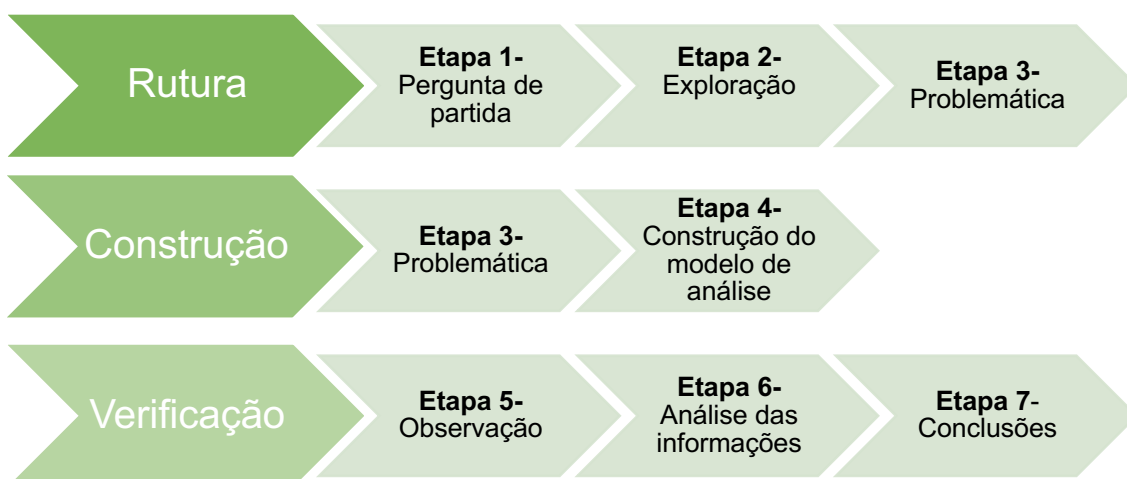 Rutura
Etapa 1-
Pergunta de
partida
Etapa 2-
Exploração
Etapa 3-
Problemática
Construção
Etapa 3-
Problemática
Etapa 4-
Construção do
modelo de
análise
Verificação
Etapa 5-
Observação
Etapa 6-
Análise das
informações
Etapa 7-
Conclusões